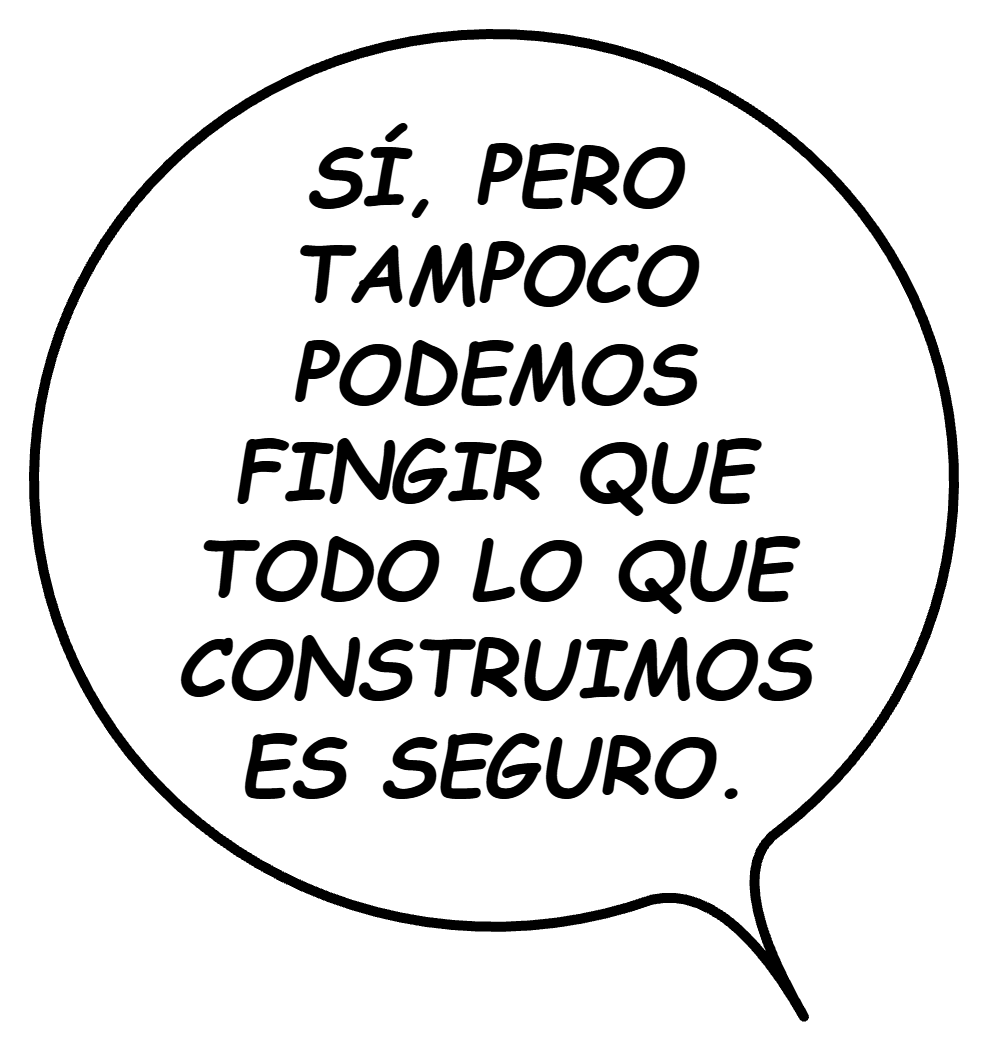 SÍ, PERO
TAMPOCO
PODEMOS
FINGIR QUE
TODO LO QUE
CONSTRUIMOS
ES SEGURO.